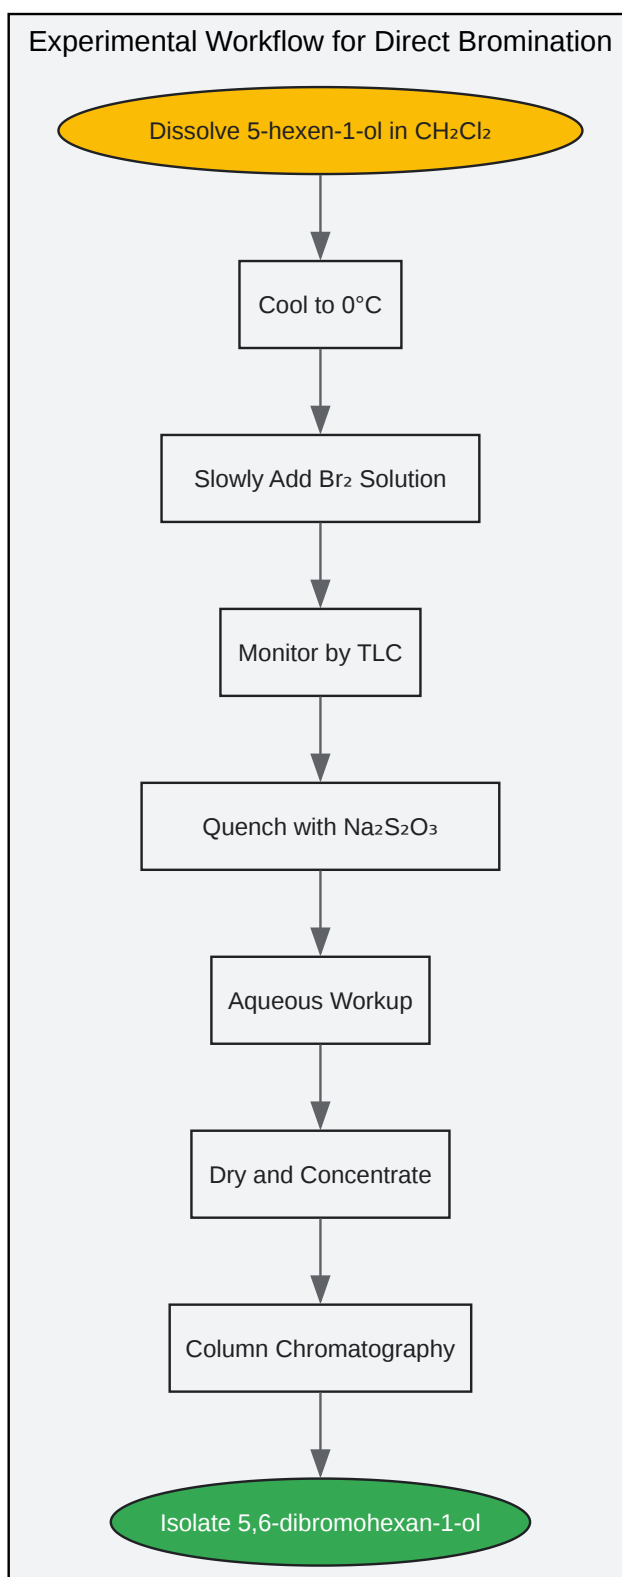 Experimental Workflow for Direct Bromination
Dissolve 5-hexen-1-ol in CH₂Cl₂
Cool to 0°C
Slowly Add Br₂ Solution
Monitor by TLC
Quench with Na₂S₂O₃
Aqueous Workup
Dry and Concentrate
Column Chromatography
Isolate 5,6-dibromohexan-1-ol